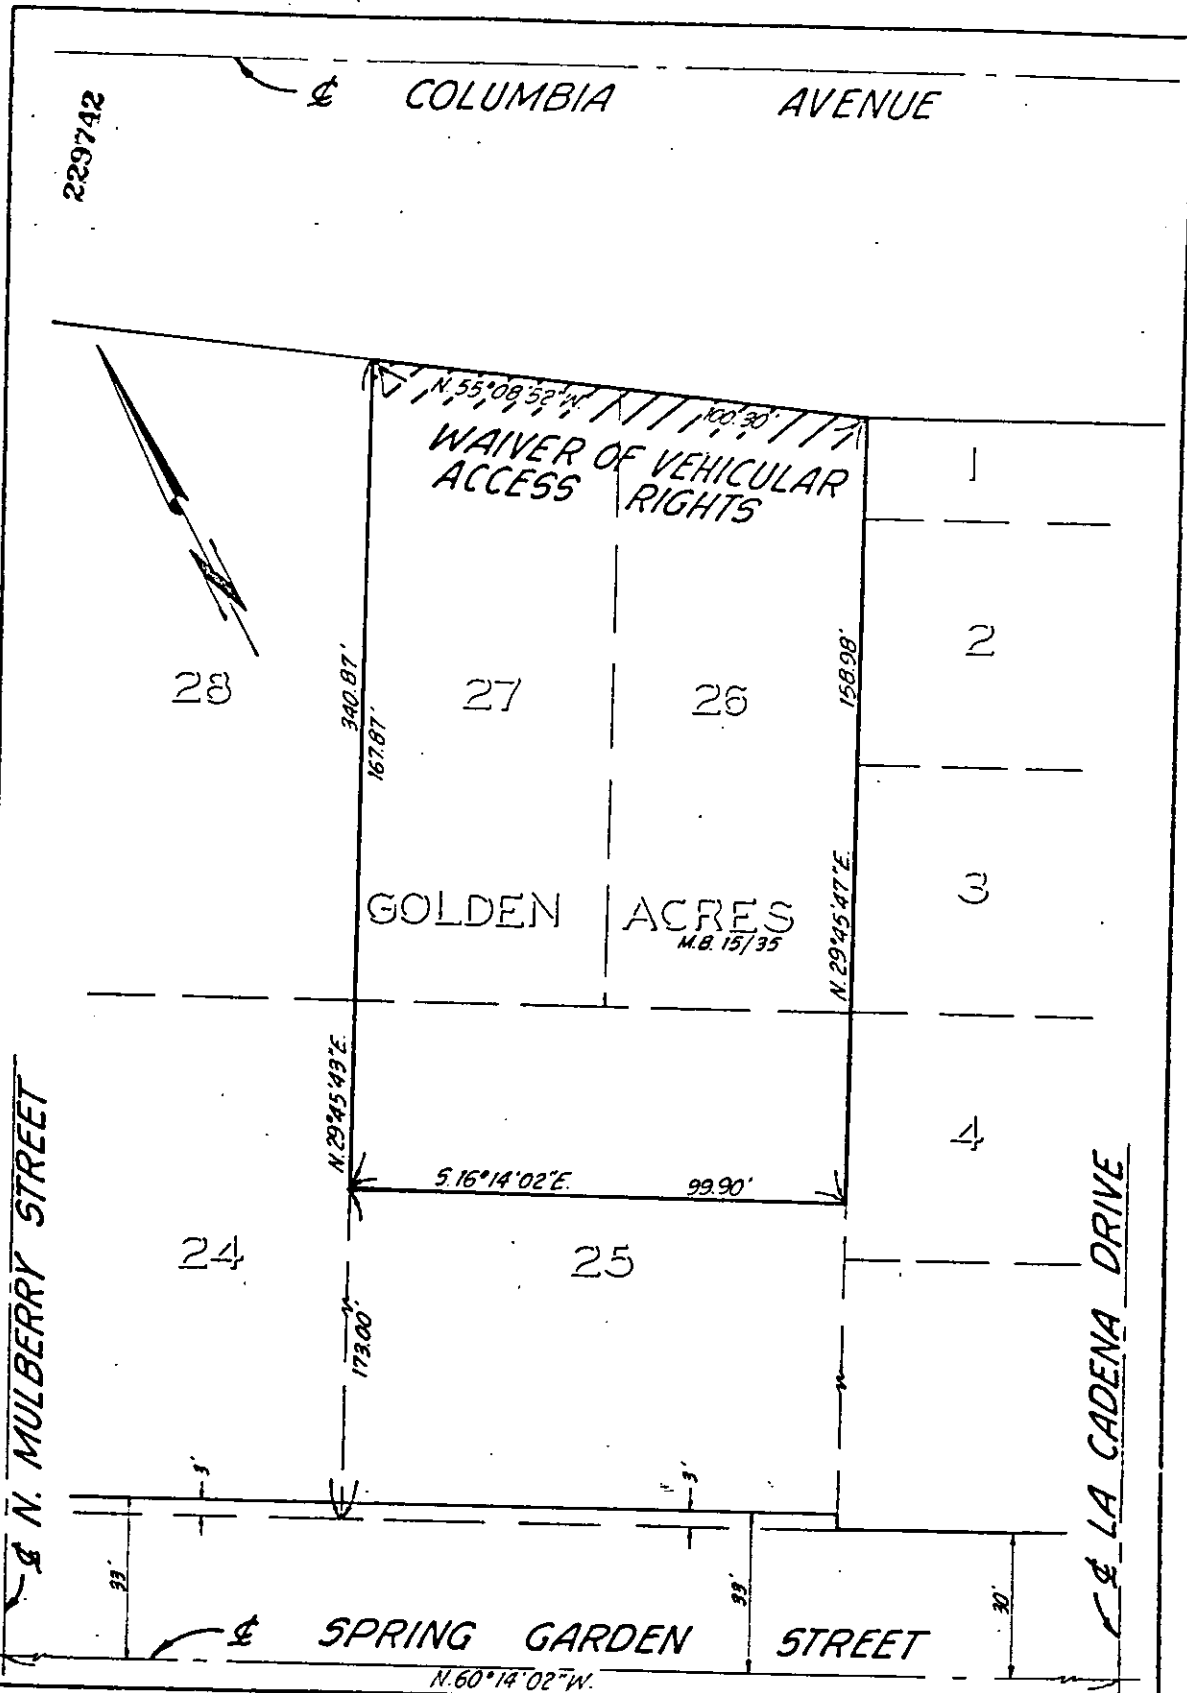 ℄ COLUMBIA AVENUE
229742
N. 55°08'52"W. 100.30'
WAIVER OF VEHICULAR
ACCESS RIGHTS
1
2
28
27
26
340.87'
167.87'
158.98'
3
GOLDEN ACRES
M.B. 15/35
N. 29°45'47"E.
N. 29°45'43"E.
4
S. 16°14'02"E. 99.90'
24
25
173.00'
℄ N. MULBERRY STREET
℄ LA CADENA DRIVE
3'
3'
33'
33'
30'
℄ SPRING GARDEN STREET
N. 60°14'02"W.